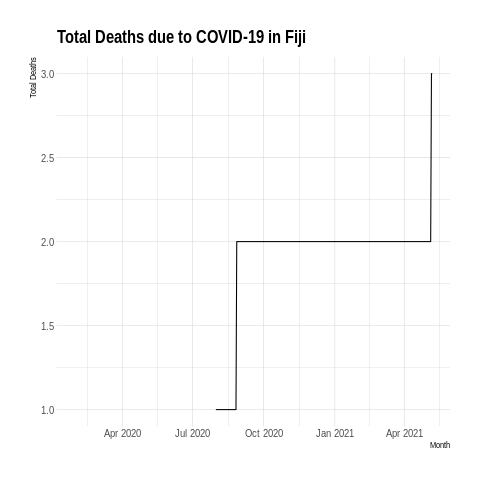 Total Deaths due to COVID-19 in Fiji
Total Deaths
3.0
2.5
2.0
1.5
1.0
Apr 2020 Jul 2020 Oct 2020 Jan 2021 Apr 2021
Month